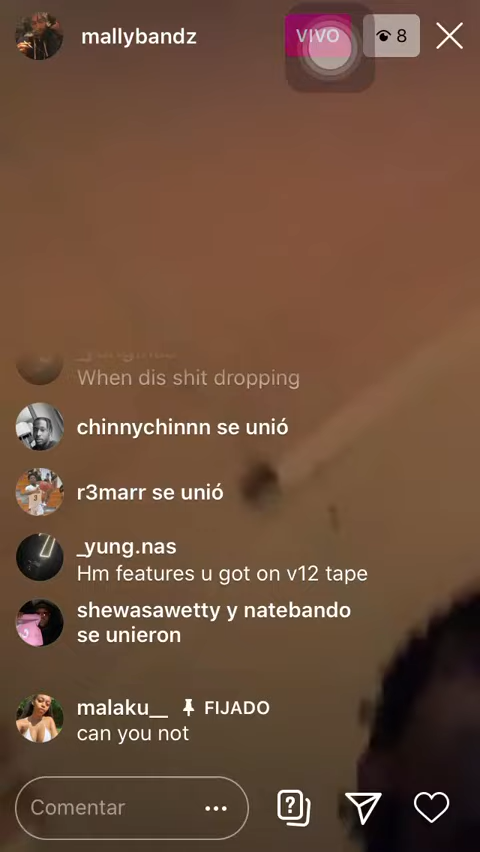 mallybandz
VIVO
8
When dis shit dropping
chinnychinnn se unió
r3marr se unió
_yung.nas
Hm features u got on v12 tape
shewasawetty y natebando
se unieron
malaku__ FIJADO
can you not
Comentar